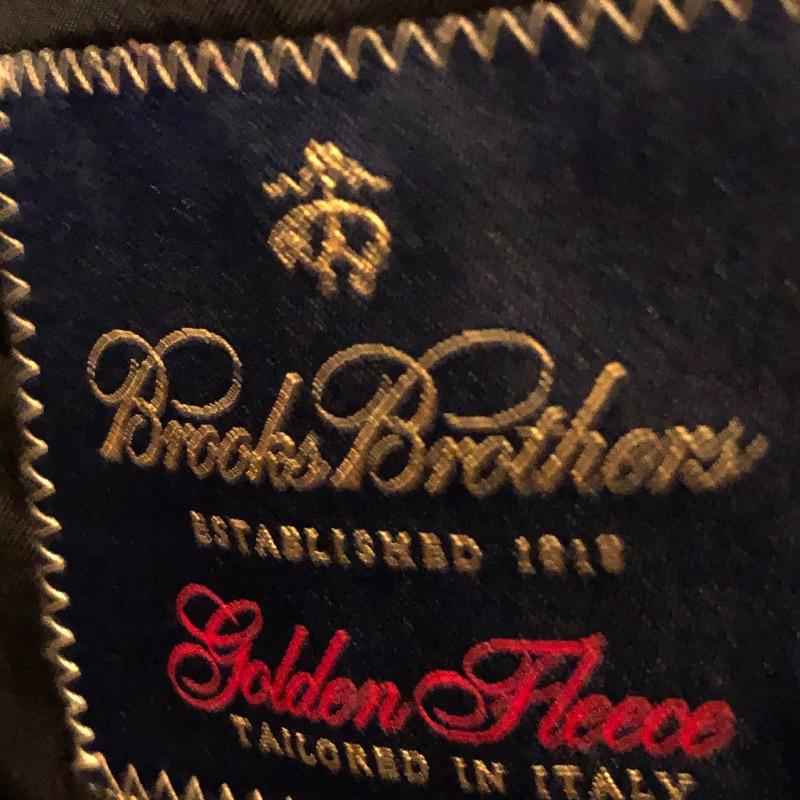 Brooks Brothers
ESTABLISHED 1818
Golden Fleece
TAILORED IN ITALY